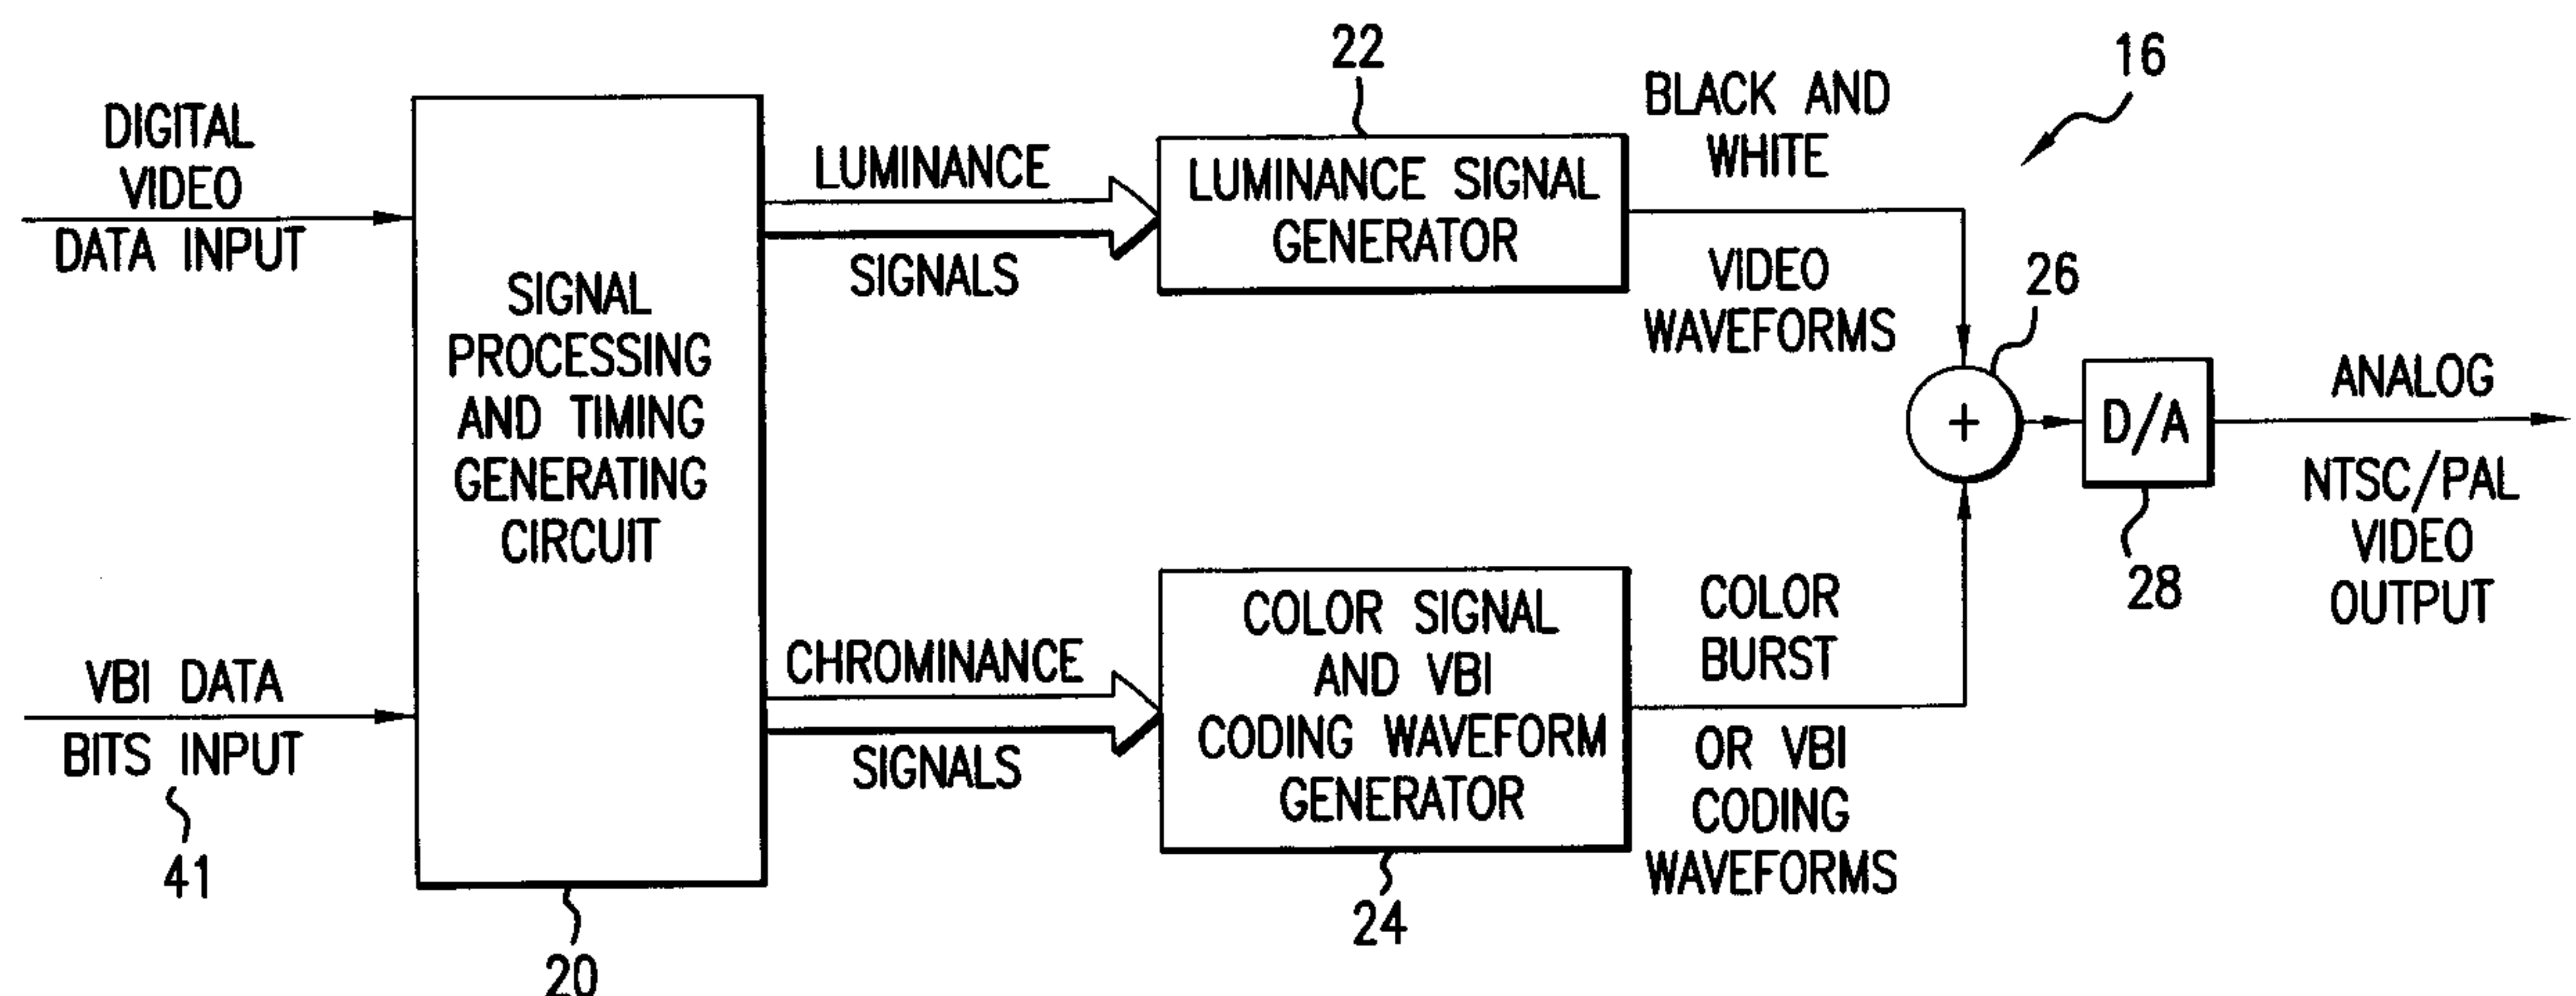 DIGITAL
VIDEO
DATA INPUT
VBI DATA
BITS INPUT
41
SIGNAL
PROCESSING
AND TIMING
GENERATING
CIRCUIT
20
LUMINANCE
SIGNALS
CHROMINANCE
SIGNALS
22
LUMINANCE SIGNAL
GENERATOR
COLOR SIGNAL
AND VBI
CODING WAVEFORM
GENERATOR
24
BLACK AND
WHITE
VIDEO
WAVEFORMS
COLOR
BURST
OR VBI
CODING
WAVEFORMS
16
26
+
D/A
28
ANALOG
NTSC/PAL
VIDEO
OUTPUT